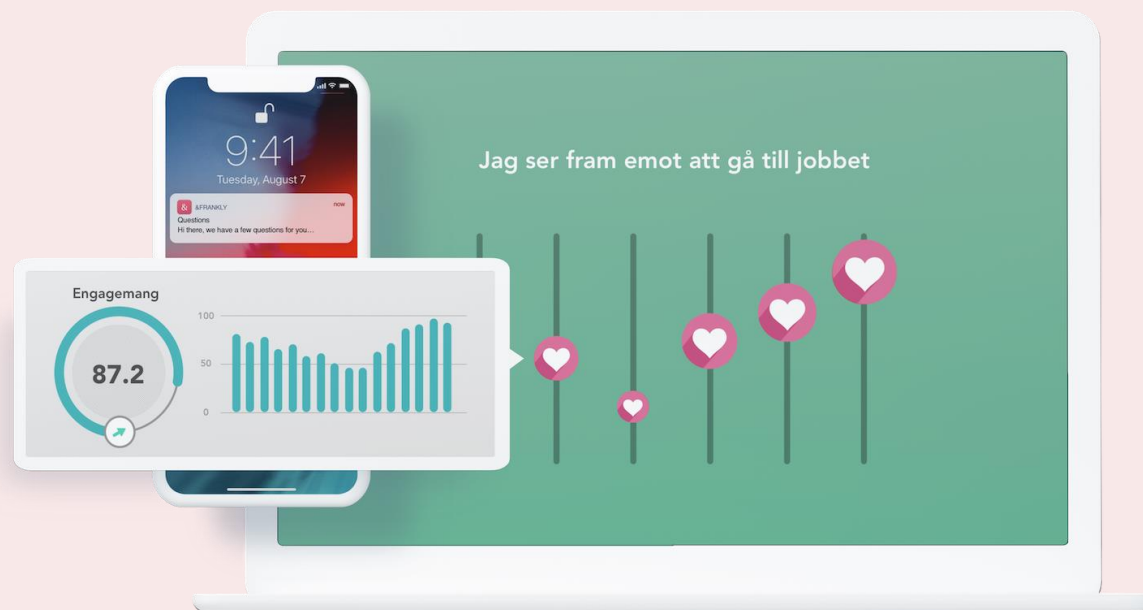 9:41
Tuesday, August 7
& &FRANKLY now
Questions
Hi there, we have a few questions for you...
Jag ser fram emot att gå till jobbet
Engagemang
87.2
100
50
0